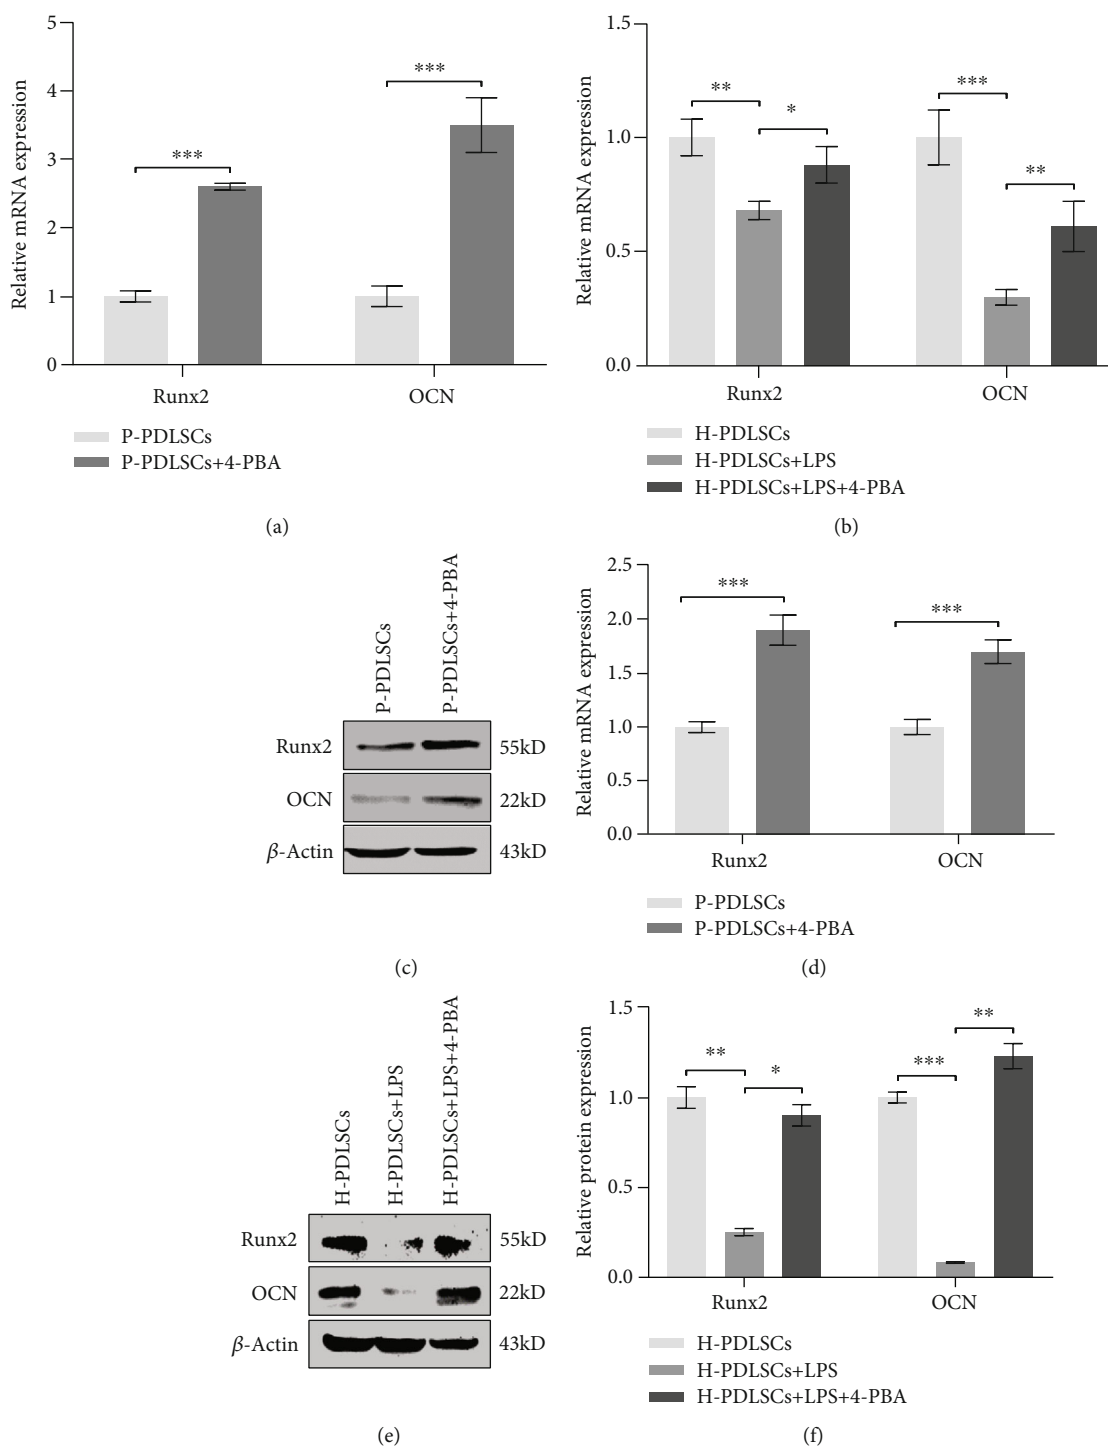 Relative mRNA expression
5
4
3
2
1
0
***
***
Runx2
OCN
P-PDLSCs
P-PDLSCs+4-PBA
(a)
Relative mRNA expression
1.5
1.0
0.5
0.0
**
*
***
**
Runx2
OCN
H-PDLSCs
H-PDLSCs+LPS
H-PDLSCs+LPS+4-PBA
(b)
P-PDLSCs
P-PDLSCs+4-PBA
Runx2
55kD
OCN
22kD
β-Actin
43kD
(c)
Relative mRNA expression
2.5
2.0
1.5
1.0
0.5
0.0
***
***
Runx2
OCN
P-PDLSCs
P-PDLSCs+4-PBA
(d)
H-PDLSCs
H-PDLSCs+LPS
H-PDLSCs+LPS+4-PBA
Runx2
55kD
OCN
22kD
β-Actin
43kD
(e)
Relative protein expression
1.5
1.0
0.5
0.0
**
*
***
**
Runx2
OCN
H-PDLSCs
H-PDLSCs+LPS
H-PDLSCs+LPS+4-PBA
(f)